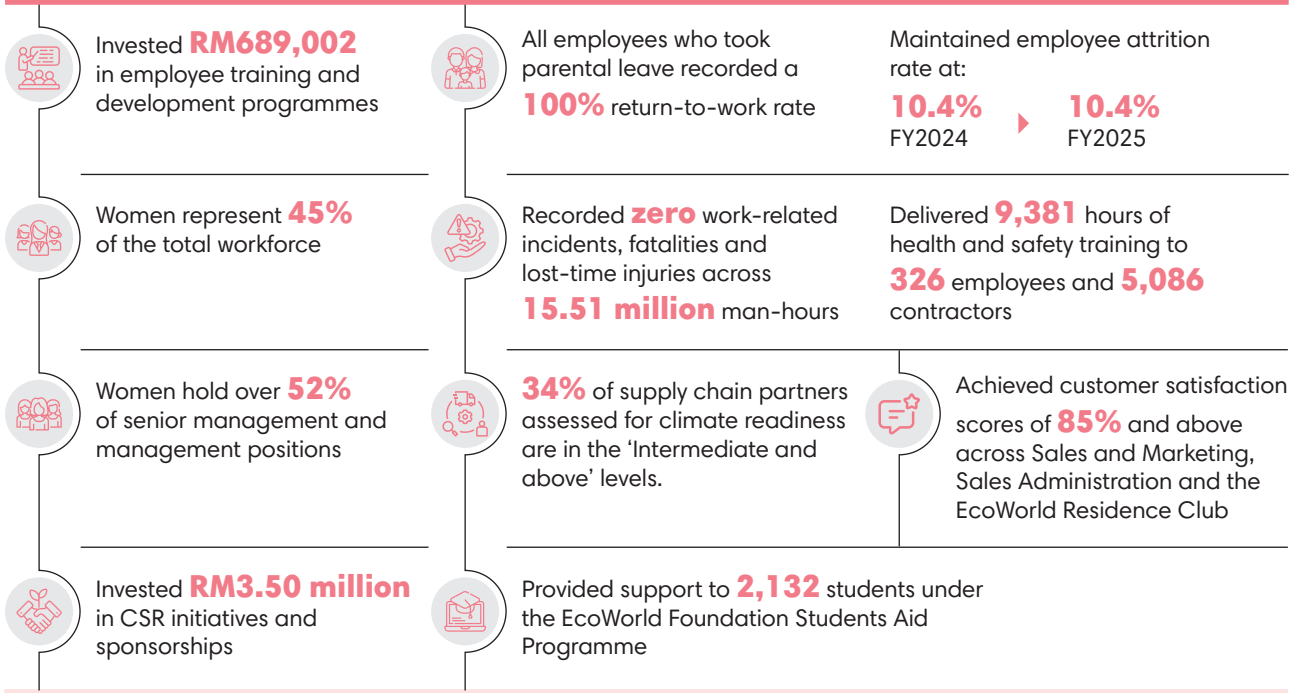 Invested RM689,002
in employee training and
development programmes
All employees who took
parental leave recorded a
100% return-to-work rate
Maintained employee attrition
rate at:
10.4%
FY2024
10.4%
FY2025
Women represent 45%
of the total workforce
Recorded zero work-related
incidents, fatalities and
lost-time injuries across
15.51 million man-hours
Delivered 9,381 hours of
health and safety training to
326 employees and 5,086
contractors
Women hold over 52%
of senior management and
management positions
34% of supply chain partners
assessed for climate readiness
are in the ‘Intermediate and
above’ levels.
Achieved customer satisfaction
scores of 85% and above
across Sales and Marketing,
Sales Administration and the
EcoWorld Residence Club
Invested RM3.50 million
in CSR initiatives and
sponsorships
Provided support to 2,132 students under
the EcoWorld Foundation Students Aid
Programme